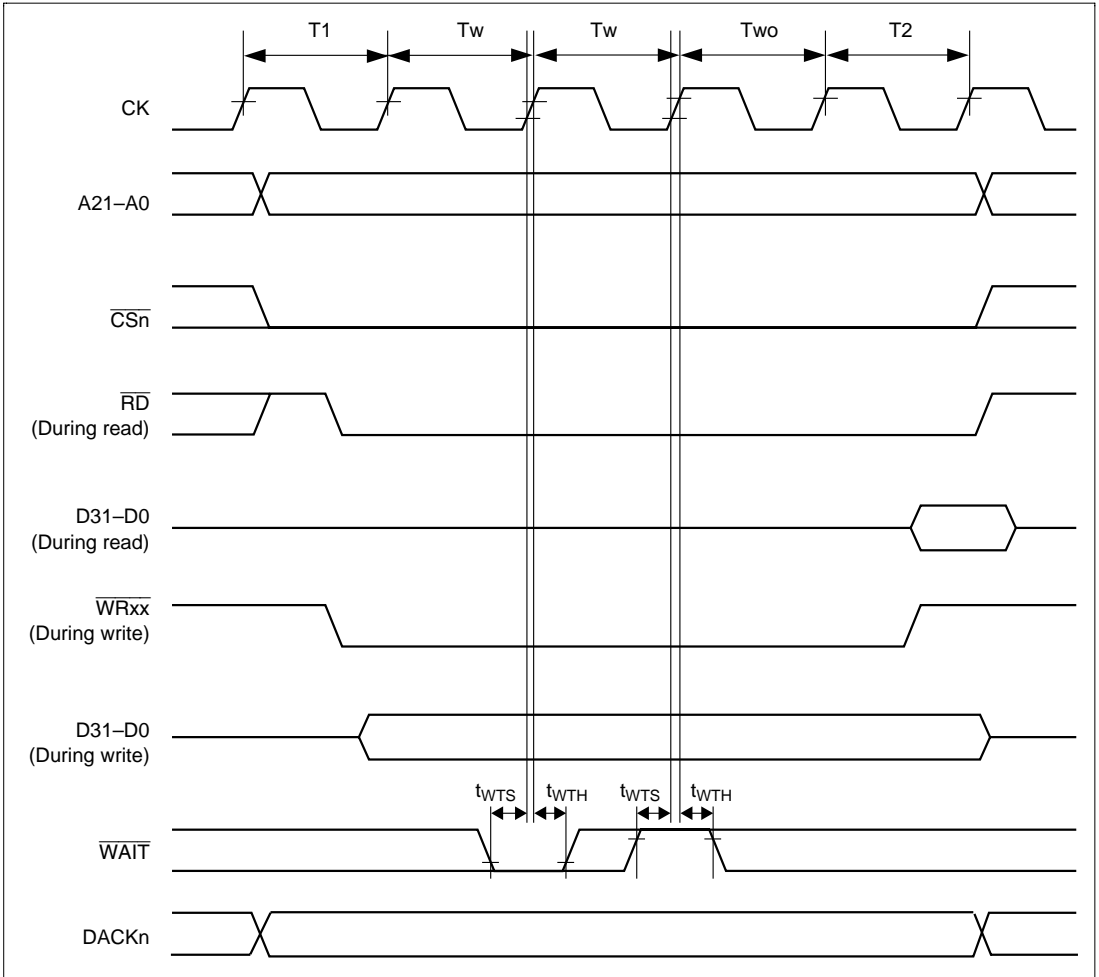 T1 Tw Tw Two T2
CK
A21–A0
CSn
RD
(During read)
D31–D0
(During read)
WRxx
(During write)
D31–D0
(During write)
tWTS tWTH tWTS tWTH
WAIT
DACKn